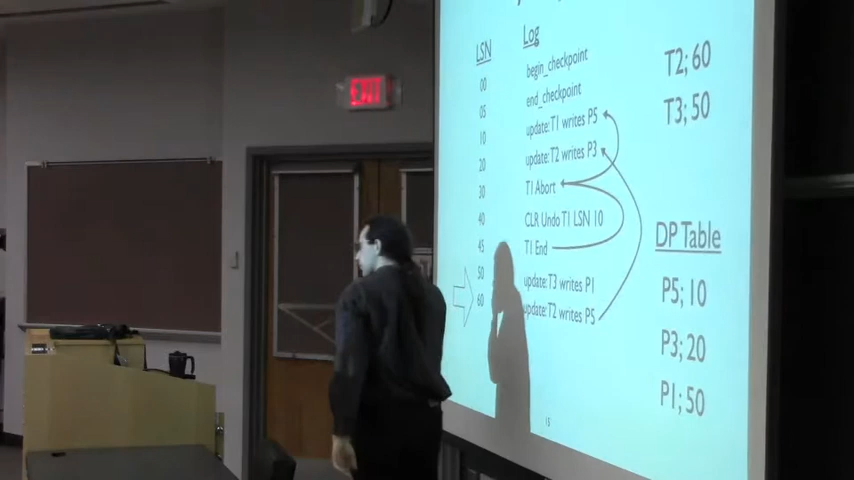 EXIT
LSN Log
00 begin_checkpoint
05 end_checkpoint
10 update: T1 writes P5
20 update: T2 writes P3
30 T1 Abort
40 CLR Undo T1 LSN 10
45 T1 End
50 update: T3 writes P1
60 update: T2 writes P5
T2; 60
T3; 50
DP Table
P5; 10
P3; 20
P1; 50
15